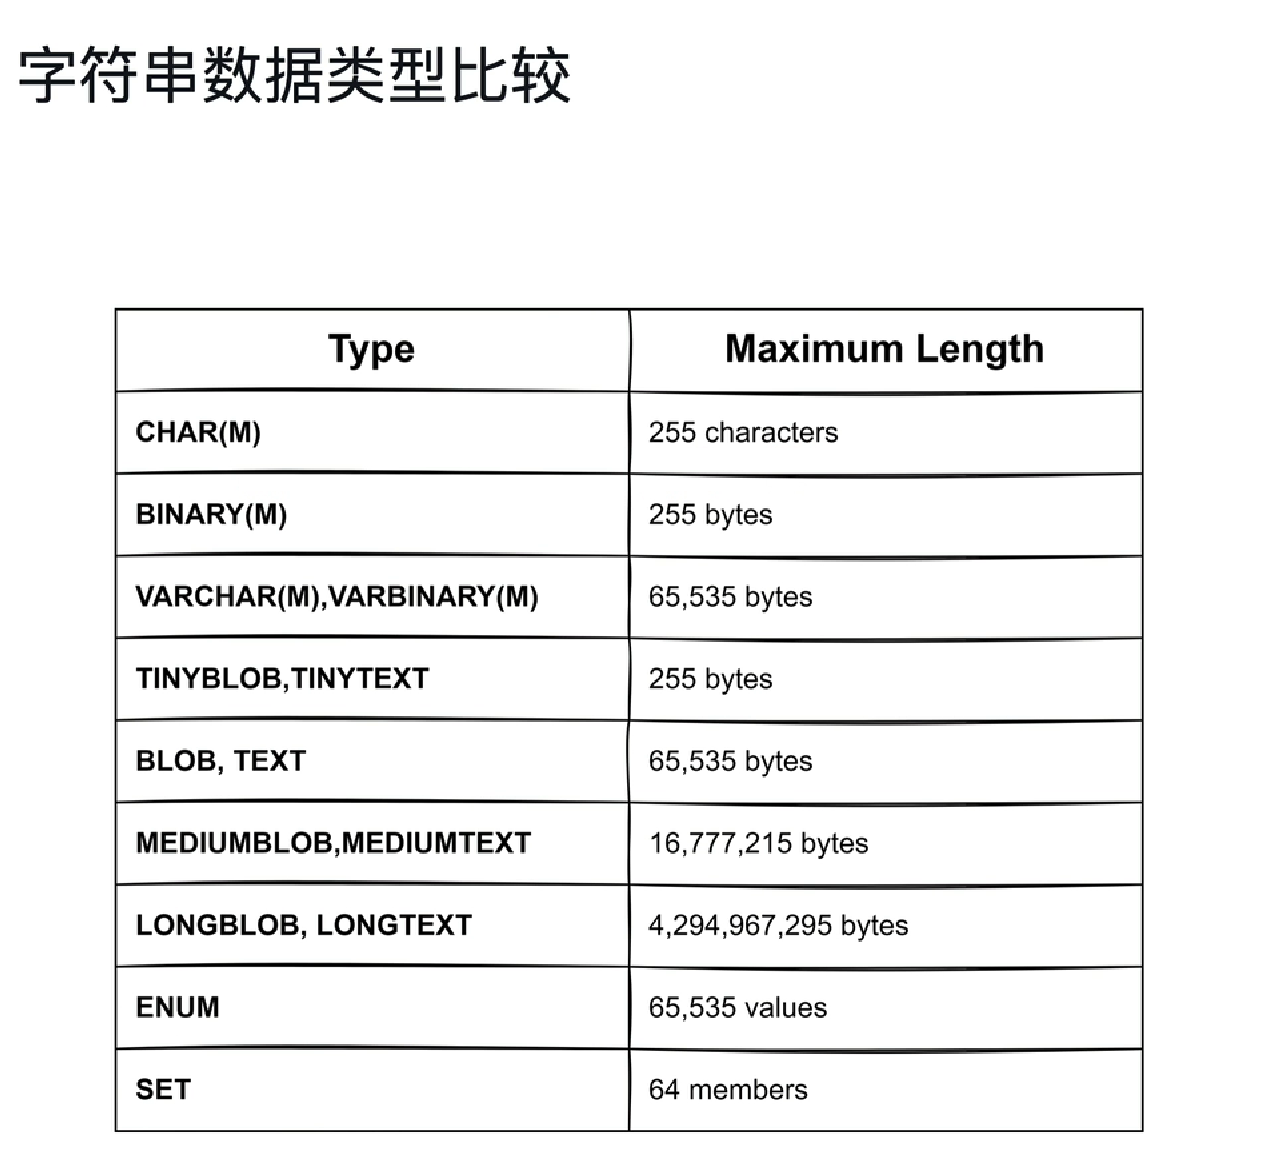 字符串数据类型比较
Type Maximum Length
CHAR(M) 255 characters
BINARY(M) 255 bytes
VARCHAR(M),VARBINARY(M) 65,535 bytes
TINYBLOB,TINYTEXT 255 bytes
BLOB, TEXT 65,535 bytes
MEDIUMBLOB,MEDIUMTEXT 16,777,215 bytes
LONGBLOB, LONGTEXT 4,294,967,295 bytes
ENUM 65,535 values
SET 64 members